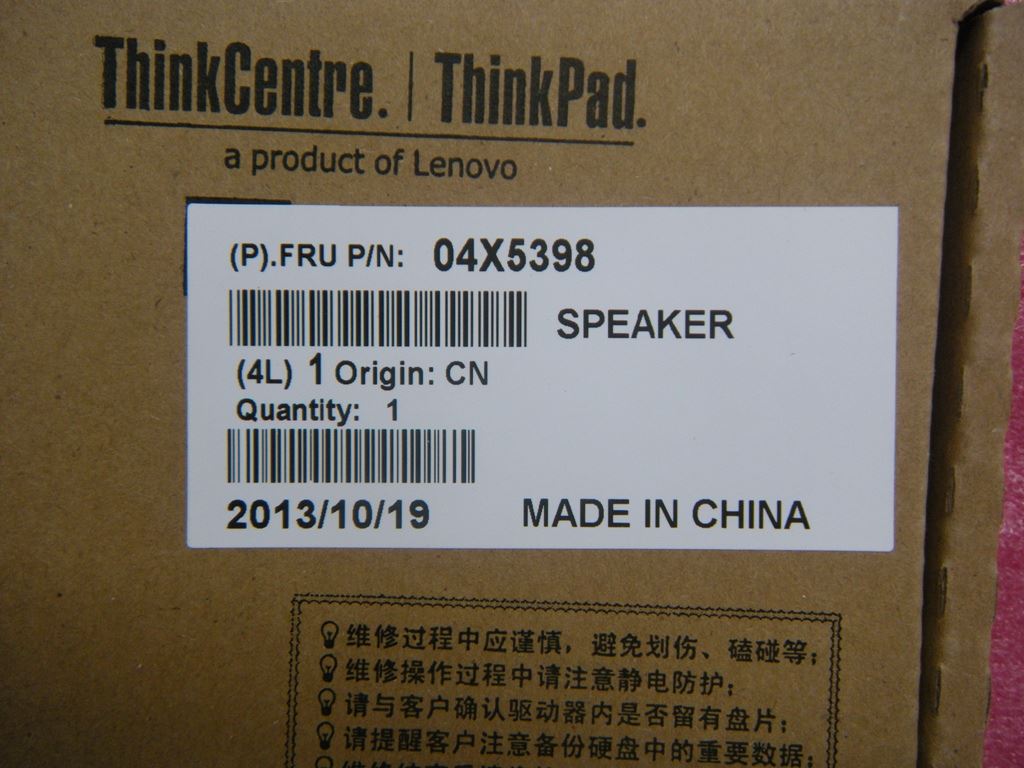 ThinkCentre. | ThinkPad.
a product of Lenovo
(P).FRU P/N: 04X5398
SPEAKER
(4L) 1 Origin: CN
Quantity: 1
2013/10/19 MADE IN CHINA
维修过程中应谨慎，避免划伤、磕碰等；
维修操作过程中请注意静电防护；
请与客户确认驱动器内是否留有盘片；
请提醒客户注意备份硬盘中的重要数据；